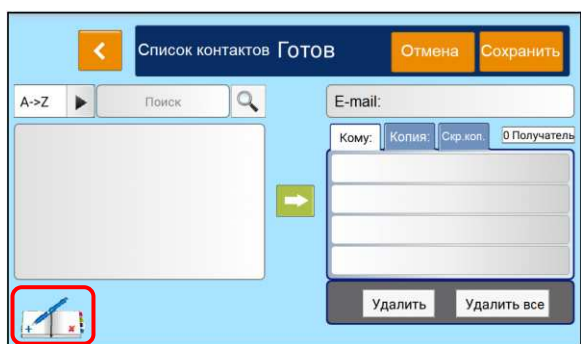 Список контактов Готов Отмена Сохранить
A->Z Поиск E-mail:
Кому: Копия: Скр.коп. 0 Получатель
Удалить Удалить все